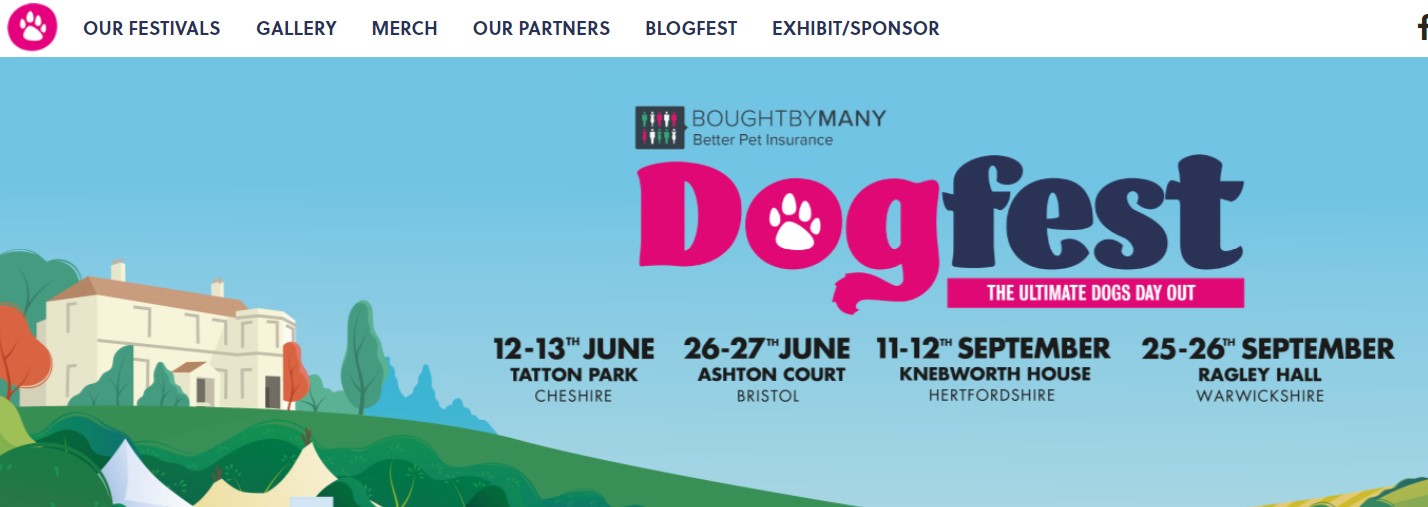 OUR FESTIVALS GALLERY MERCH OUR PARTNERS BLOGFEST EXHIBIT/SPONSOR
BOUGHTBYMANY
Better Pet Insurance
Dogfest
THE ULTIMATE DOGS DAY OUT
12-13TH JUNE
TATTON PARK
CHESHIRE
26-27TH JUNE
ASHTON COURT
BRISTOL
11-12TH SEPTEMBER
KNEBWORTH HOUSE
HERTFORDSHIRE
25-26TH SEPTEMBER
RAGLEY HALL
WARWICKSHIRE